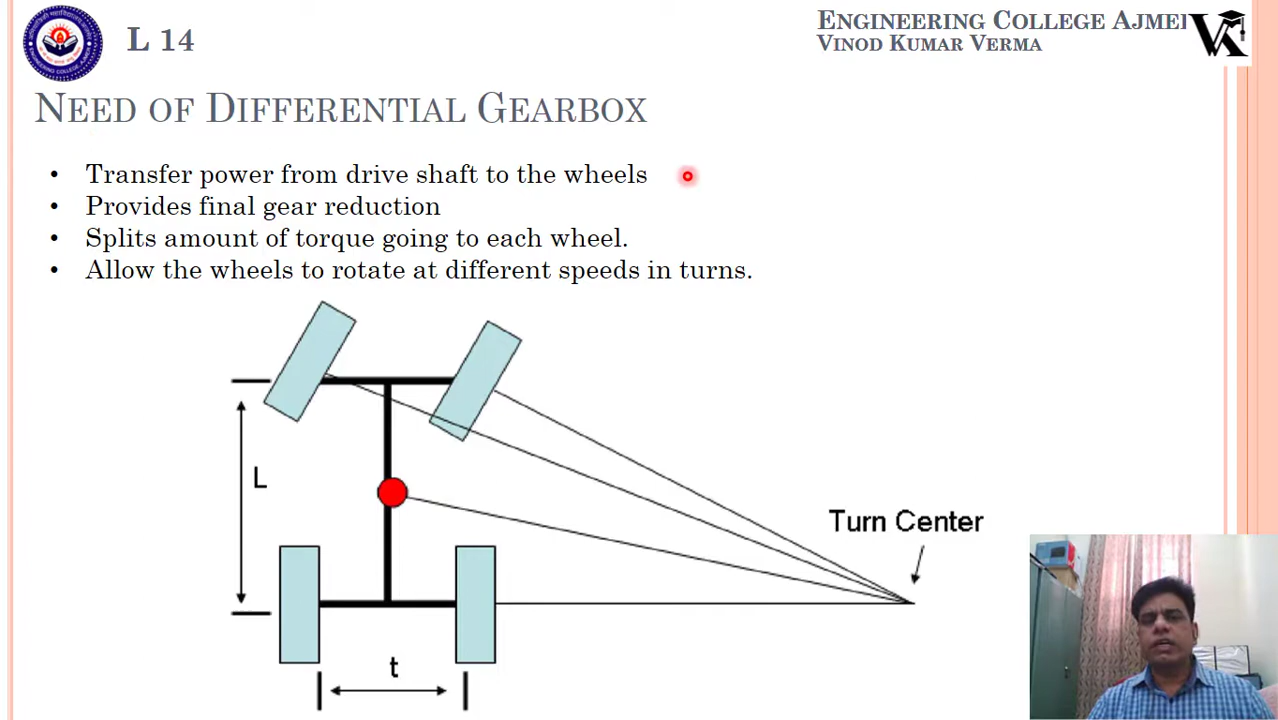 L 14
ENGINEERING COLLEGE AJME
VINOD KUMAR VERMA
NEED OF DIFFERENTIAL GEARBOX
• Transfer power from drive shaft to the wheels
• Provides final gear reduction
• Splits amount of torque going to each wheel.
• Allow the wheels to rotate at different speeds in turns.
L
Turn Center
t